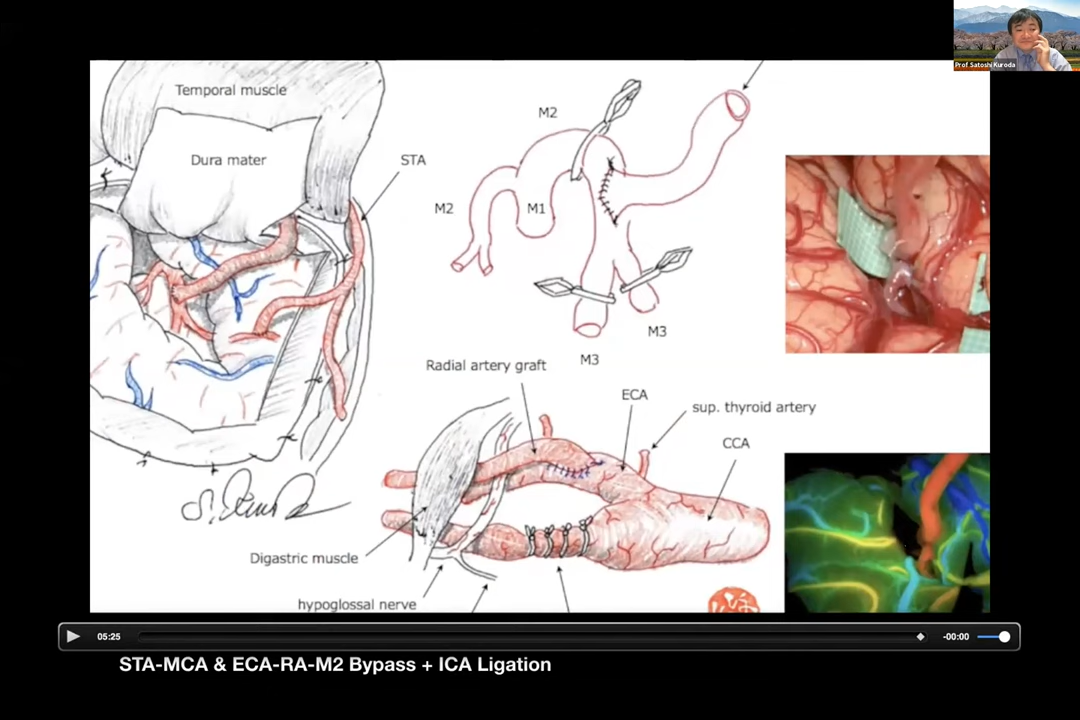 Prof Satoshi Kuroda
Temporal muscle
Dura mater
STA
M2
M2
M1
M3
M3
Radial artery graft
ECA
sup. thyroid artery
CCA
Digastric muscle
hypoglossal nerve
05:25
-00:00
STA-MCA & ECA-RA-M2 Bypass + ICA Ligation